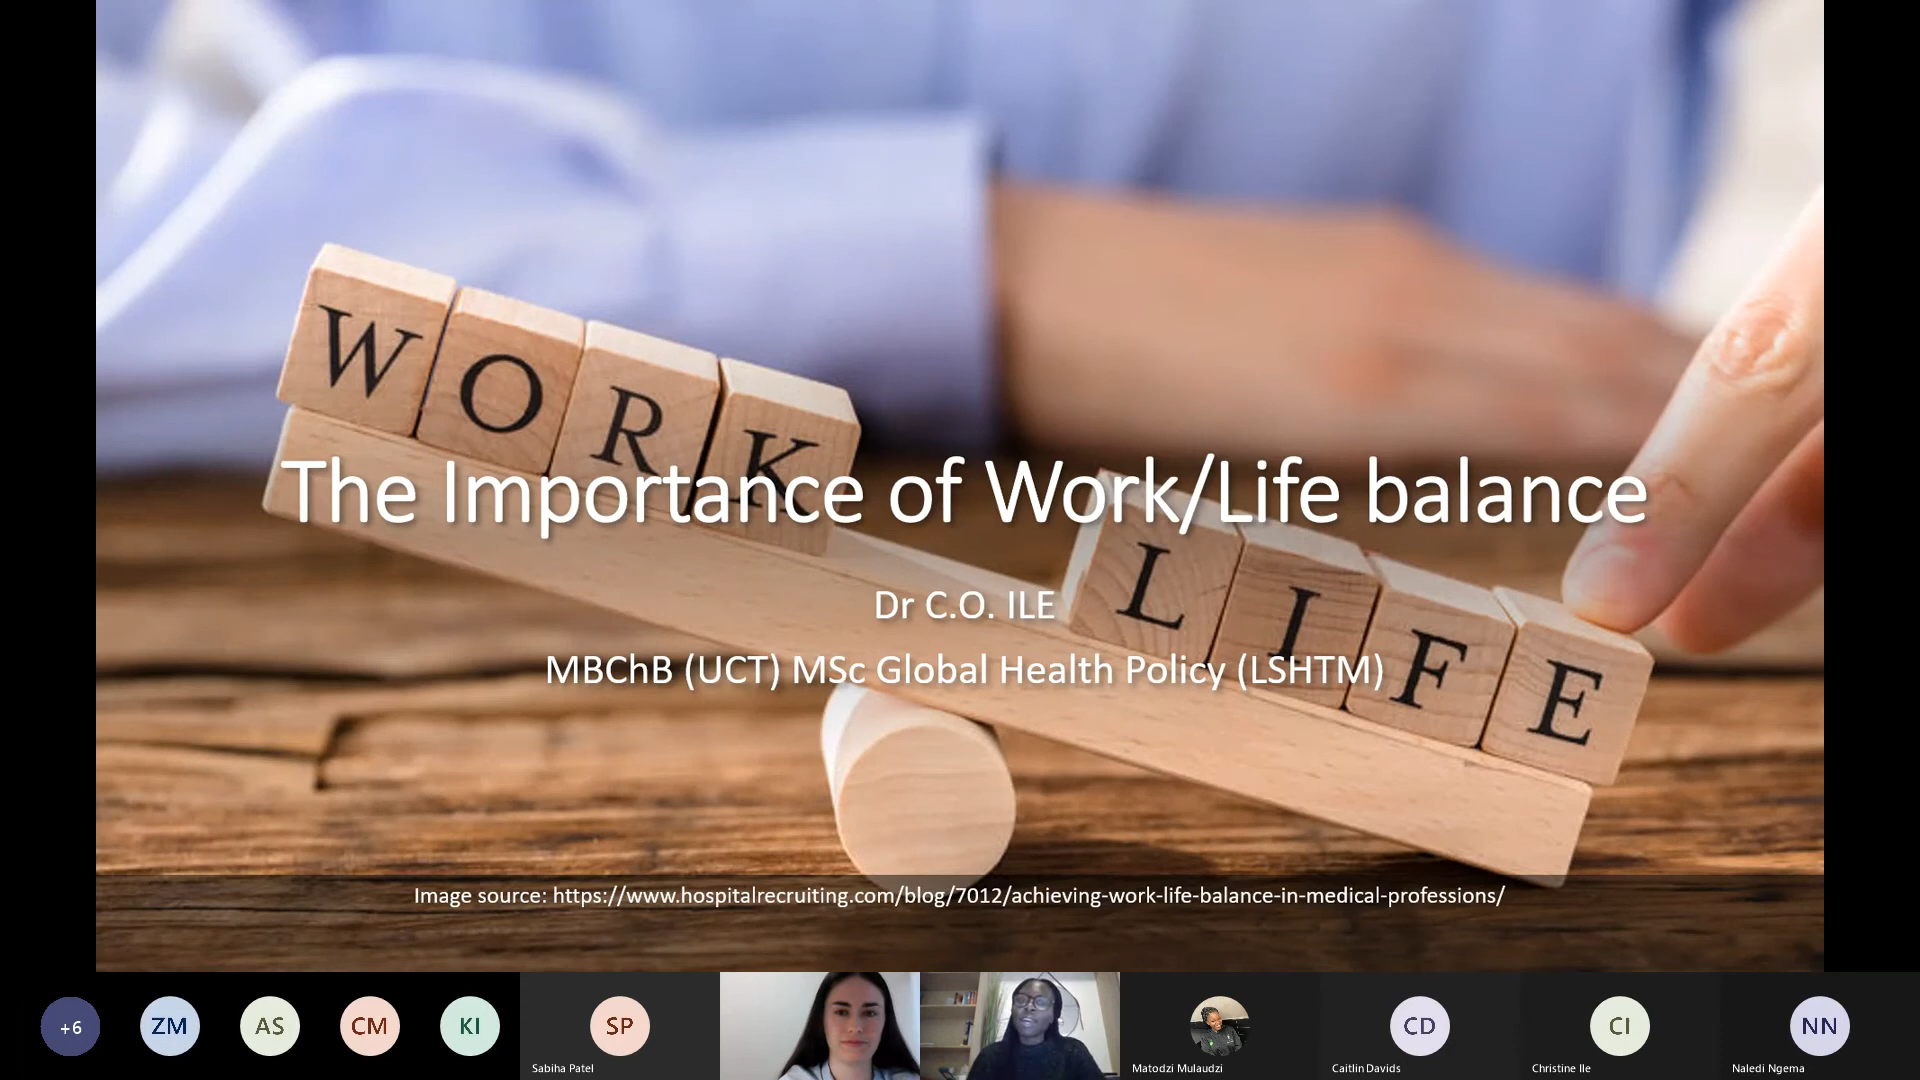 WORK
LIFE
The Importance of Work/Life balance
Dr C.O. ILE
MBChB (UCT) MSc Global Health Policy (LSHTM)
Image source: https://www.hospitalrecruiting.com/blog/7012/achieving-work-life-balance-in-medical-professions/
+6
ZM
AS
CM
KI
SP
Sabiha Patel
Matodzi Mulaudzi
CD
Caitlin Davids
CI
Christine Ile
NN
Naledi Ngema